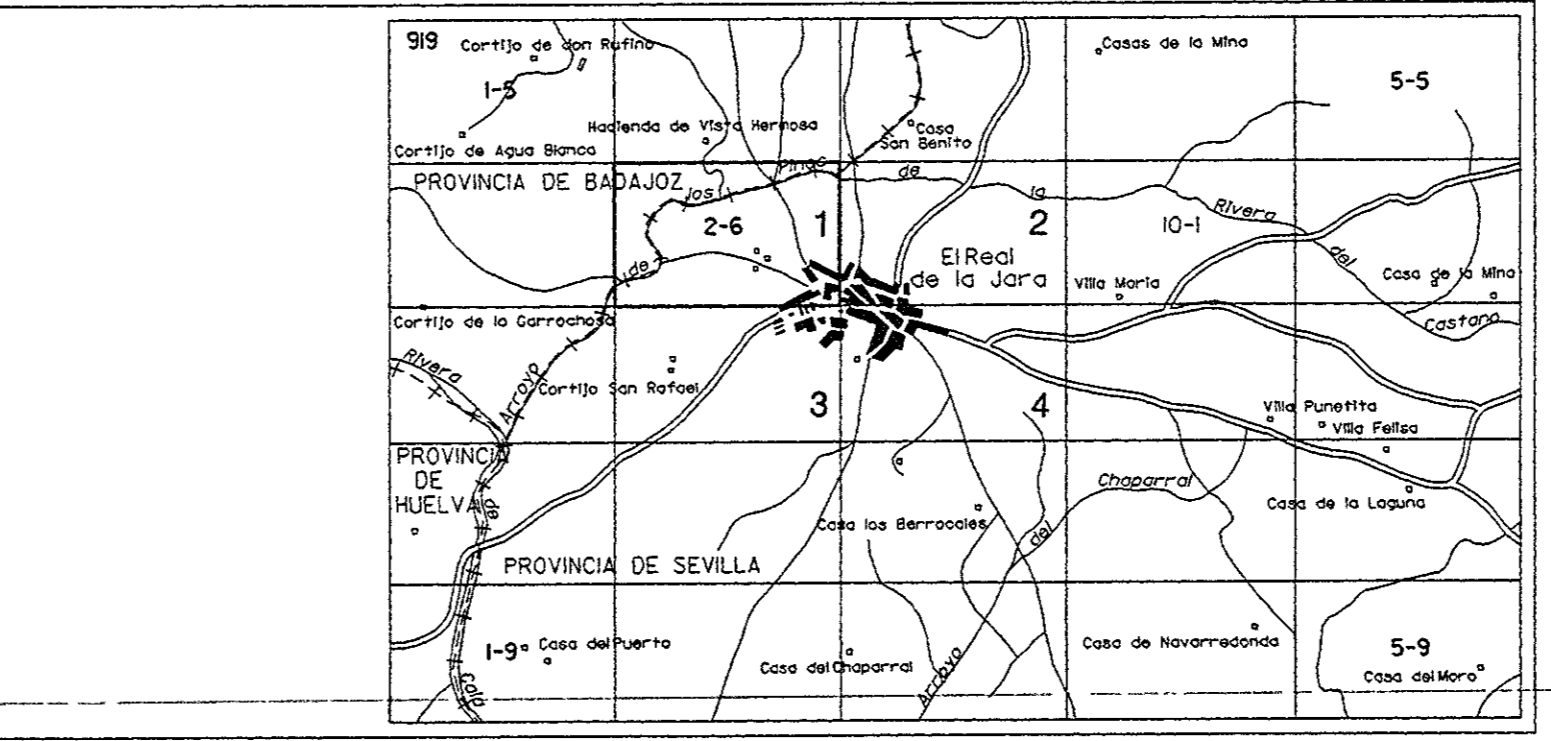 919
Cortijo de don Rufino
Casas de la Mina
1-5
5-5
Hacienda de Vista Hermosa
Casa
San Benito
Cortijo de Agua Blanca
PROVINCIA DE BADAJOZ
Arroyo de los Pinos
Rivera de la
2-6
1
2
10-1
Rivera del Castano
El Real
de la Jara
Villa Maria
Casa de la Mina
Cortijo de la Garrochosa
Rivera de Cala
Cortijo San Rafael
3
4
Villa Punetita
Villa Felisa
PROVINCIA
DE
HUELVA
Arroyo del Chaparral
Casa de la Laguna
Casa los Berrocales
PROVINCIA DE SEVILLA
1-9
Casa del Puerto
Casa del Chaparral
Casa de Navarredonda
5-9
Casa del Moro